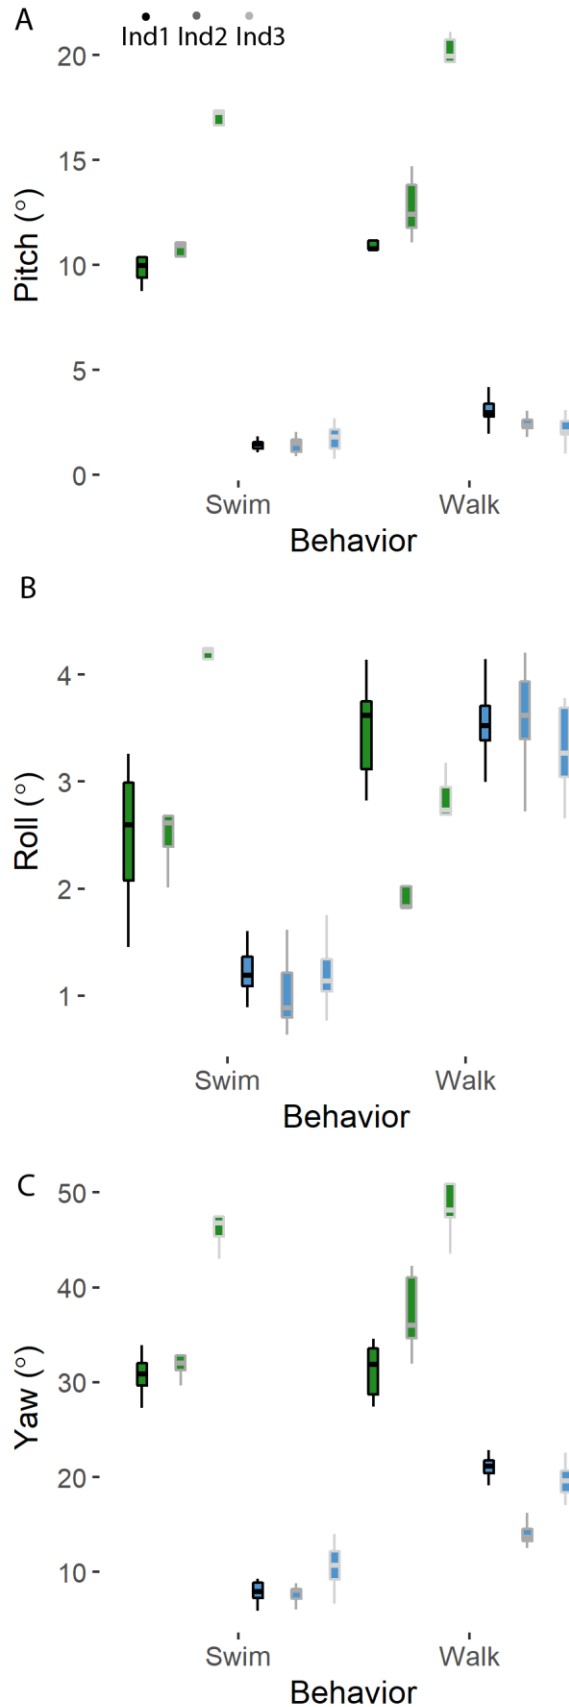 A
Ind1 Ind2 Ind3
Pitch (°)
20
15
10
5
0
Swim Walk
Behavior
B
Roll (°)
4
3
2
1
Swim Walk
Behavior
C
Yaw (°)
50
40
30
20
10
Swim Walk
Behavior